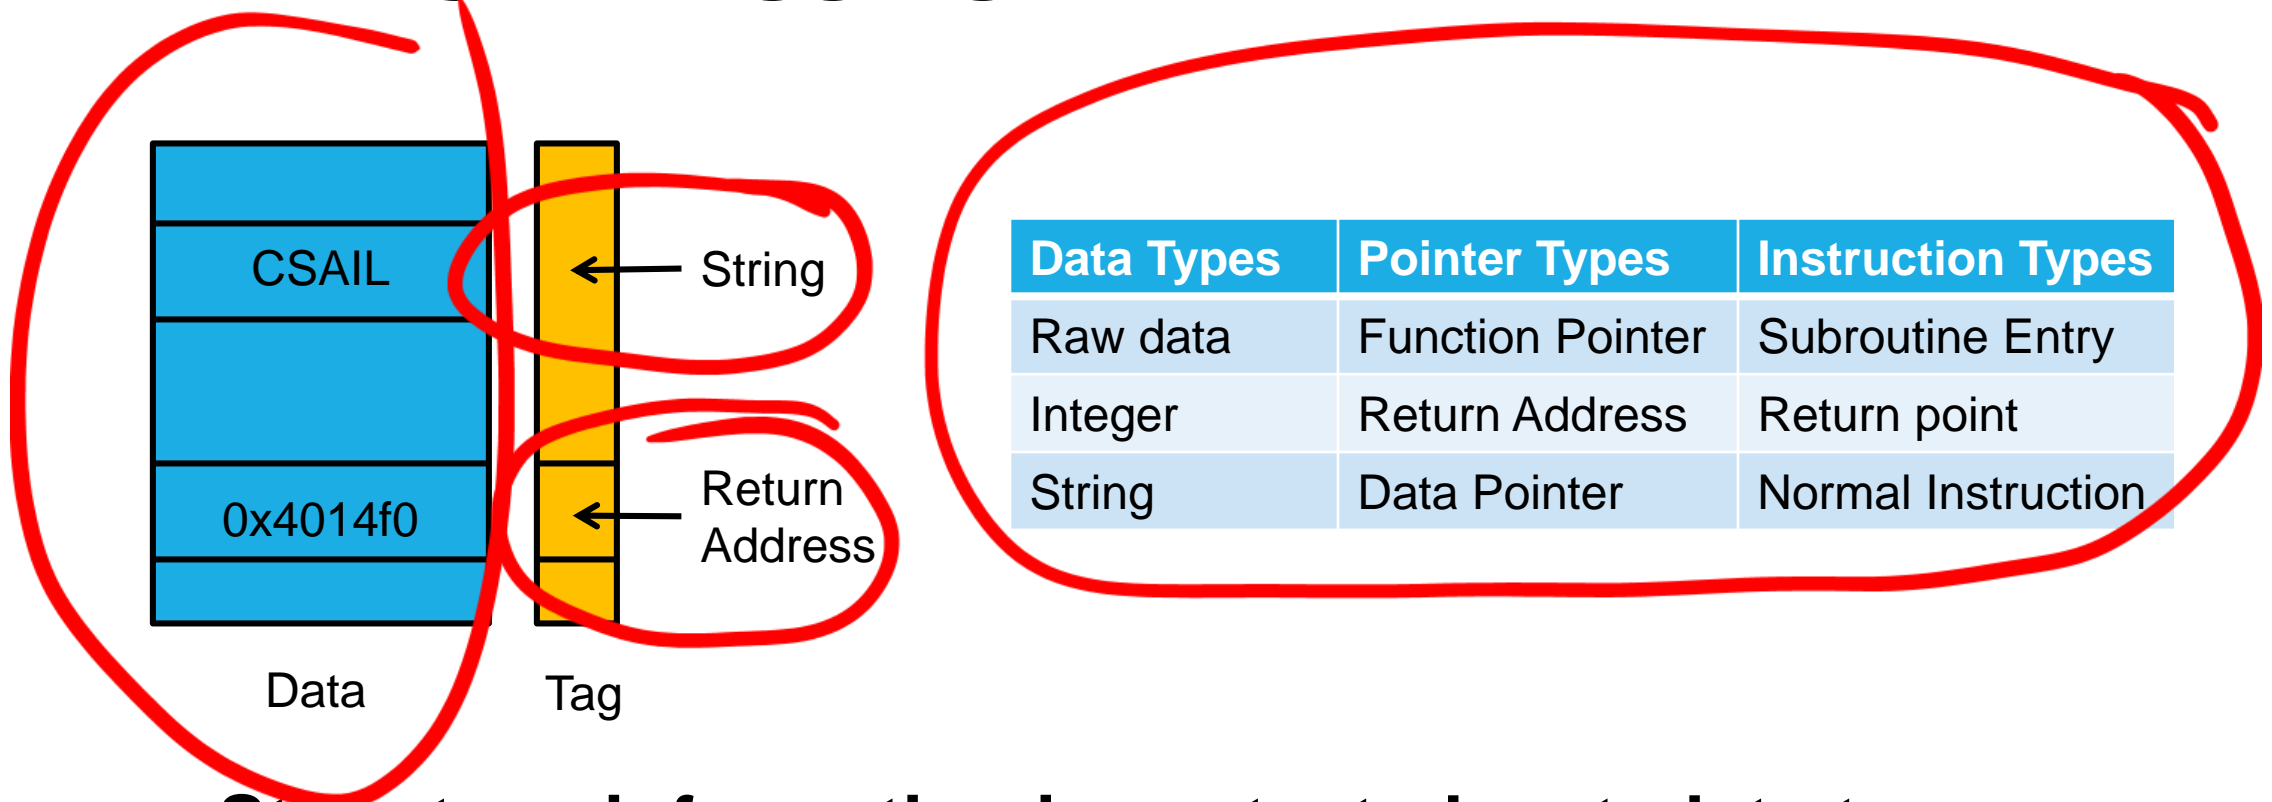 CSAIL
String
0x4014f0
Return
Address
Data
Tag
Data Types Pointer Types Instruction Types
Raw data Function Pointer Subroutine Entry
Integer Return Address Return point
String Data Pointer Normal Instruction